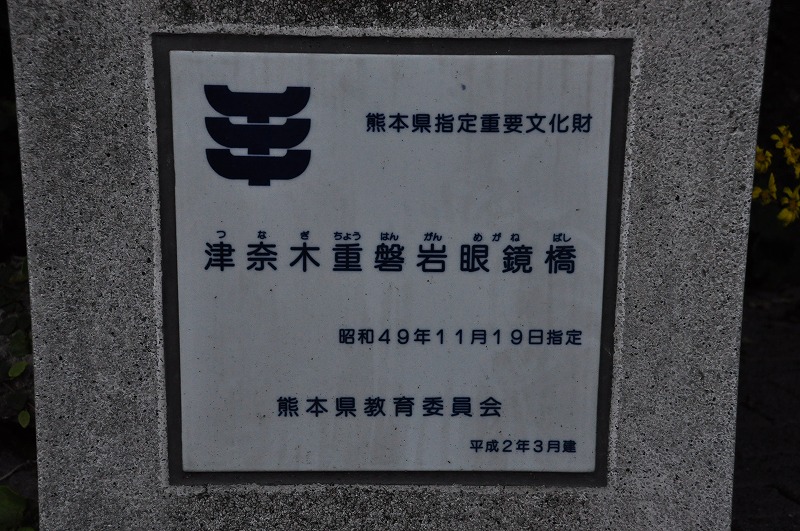 熊本県指定重要文化財
つなぎちょうはんがんめがねばし
津奈木重磐岩眼鏡橋
昭和49年11月19日指定
熊本県教育委員会
平成2年3月建